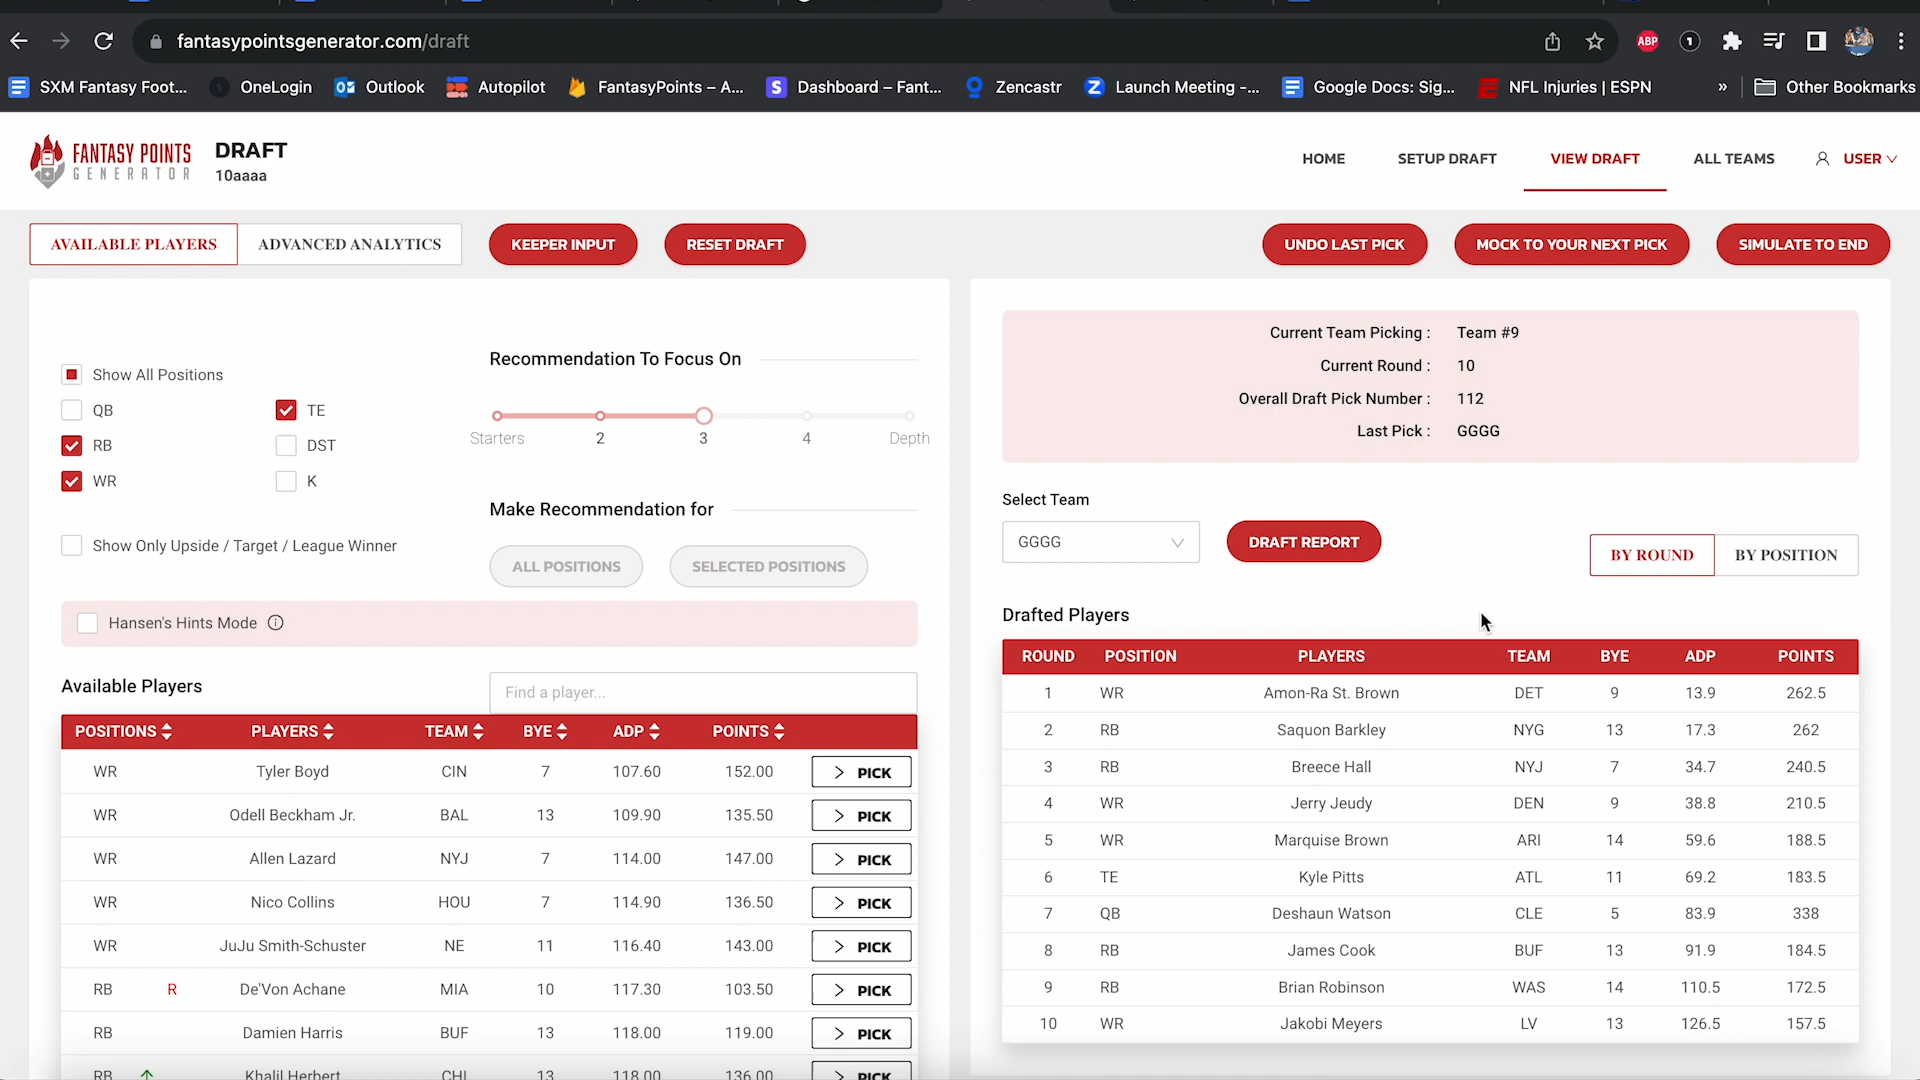 fantasypointsgenerator.com/draft
ABP
SXM Fantasy Foot...
OneLogin
Outlook
Autopilot
FantasyPoints – A...
Dashboard – Fant...
Zencastr
Launch Meeting -...
Google Docs: Sig...
NFL Injuries | ESPN
»
Other Bookmarks
FANTASY POINTS
GENERATOR
DRAFT
10aaaa
HOME
SETUP DRAFT
VIEW DRAFT
ALL TEAMS
USER
AVAILABLE PLAYERS
ADVANCED ANALYTICS
KEEPER INPUT
RESET DRAFT
UNDO LAST PICK
MOCK TO YOUR NEXT PICK
SIMULATE TO END
Show All Positions
QB
TE
RB
DST
WR
K
Show Only Upside / Target / League Winner
Recommendation To Focus On
Starters 2 3 4 Depth
Make Recommendation for
ALL POSITIONS
SELECTED POSITIONS
Hansen's Hints Mode
Available Players
Find a player...
POSITIONS PLAYERS TEAM BYE ADP POINTS
WR Tyler Boyd CIN 7 107.60 152.00 > PICK
WR Odell Beckham Jr. BAL 13 109.90 135.50 > PICK
WR Allen Lazard NYJ 7 114.00 147.00 > PICK
WR Nico Collins HOU 7 114.90 136.50 > PICK
WR JuJu Smith-Schuster NE 11 116.40 143.00 > PICK
RB R De'Von Achane MIA 10 117.30 103.50 > PICK
RB Damien Harris BUF 13 118.00 119.00 > PICK
RB Khalil Herbert CHI 13 118.00 136.00 > PICK
Current Team Picking : Team #9
Current Round : 10
Overall Draft Pick Number : 112
Last Pick : GGGG
Select Team
GGGG
DRAFT REPORT
BY ROUND
BY POSITION
Drafted Players
ROUND POSITION PLAYERS TEAM BYE ADP POINTS
1 WR Amon-Ra St. Brown DET 9 13.9 262.5
2 RB Saquon Barkley NYG 13 17.3 262
3 RB Breece Hall NYJ 7 34.7 240.5
4 WR Jerry Jeudy DEN 9 38.8 210.5
5 WR Marquise Brown ARI 14 59.6 188.5
6 TE Kyle Pitts ATL 11 69.2 183.5
7 QB Deshaun Watson CLE 5 83.9 338
8 RB James Cook BUF 13 91.9 184.5
9 RB Brian Robinson WAS 14 110.5 172.5
10 WR Jakobi Meyers LV 13 126.5 157.5